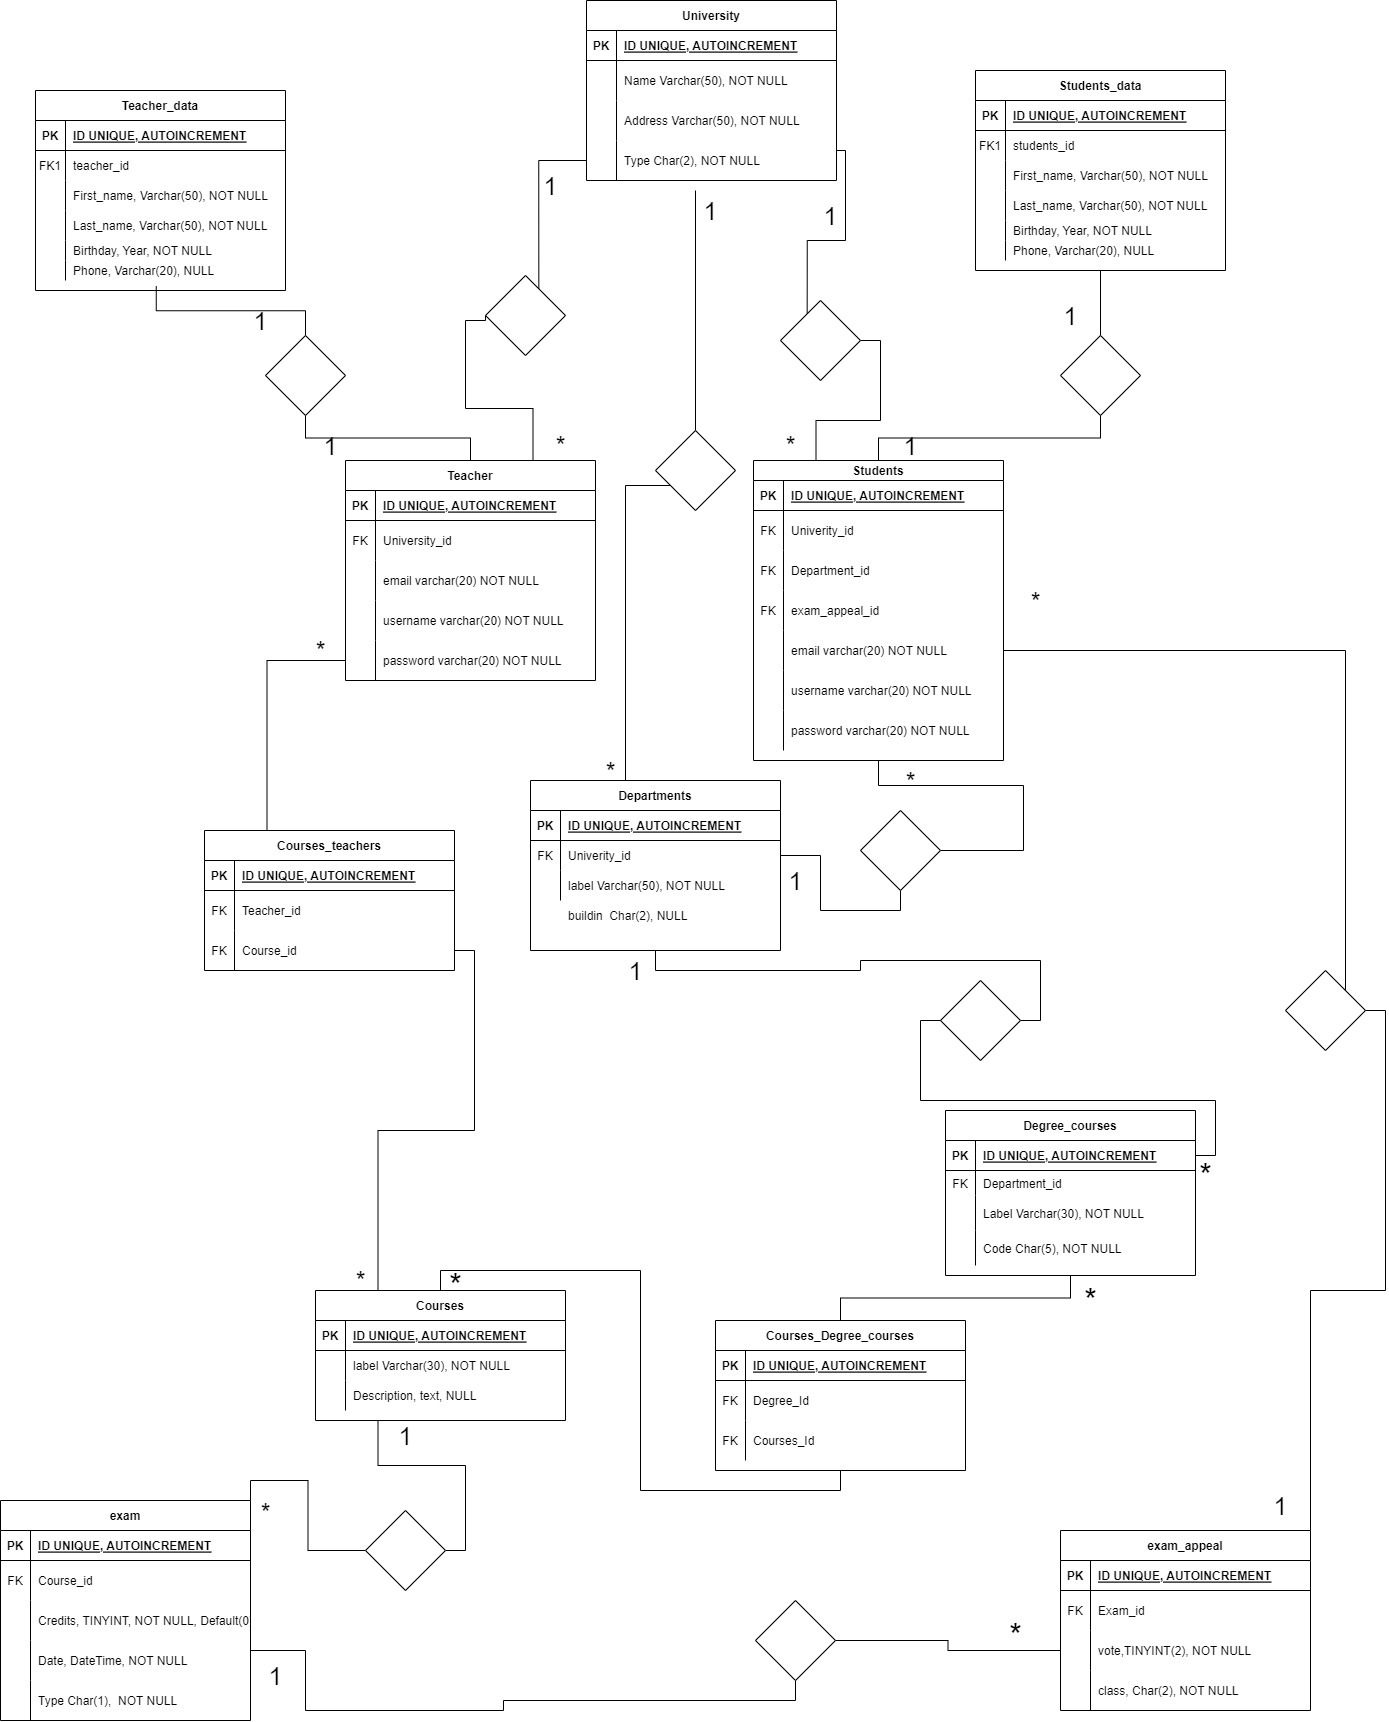 University
PK ID UNIQUE, AUTOINCREMENT
Name Varchar(50), NOT NULL
Address Varchar(50), NOT NULL
Type Char(2), NOT NULL
Teacher_data
PK ID UNIQUE, AUTOINCREMENT
FK1 teacher_id
First_name, Varchar(50), NOT NULL
Last_name, Varchar(50), NOT NULL
Birthday, Year, NOT NULL
Phone, Varchar(20), NULL
Students_data
PK ID UNIQUE, AUTOINCREMENT
FK1 students_id
First_name, Varchar(50), NOT NULL
Last_name, Varchar(50), NOT NULL
Birthday, Year, NOT NULL
Phone, Varchar(20), NULL
1
1
1
1
1
1
*
*
1
Teacher
PK ID UNIQUE, AUTOINCREMENT
FK University_id
email varchar(20) NOT NULL
username varchar(20) NOT NULL
password varchar(20) NOT NULL
*
Students
PK ID UNIQUE, AUTOINCREMENT
FK Univerity_id
FK Department_id
FK exam_appeal_id
email varchar(20) NOT NULL
username varchar(20) NOT NULL
password varchar(20) NOT NULL
*
*
*
Departments
PK ID UNIQUE, AUTOINCREMENT
FK Univerity_id
label Varchar(50), NOT NULL
buildin Char(2), NULL
1
1
Courses_teachers
PK ID UNIQUE, AUTOINCREMENT
FK Teacher_id
FK Course_id
Degree_courses
PK ID UNIQUE, AUTOINCREMENT
FK Department_id
Label Varchar(30), NOT NULL
Code Char(5), NOT NULL
*
*
*
*
Courses
PK ID UNIQUE, AUTOINCREMENT
label Varchar(30), NOT NULL
Description, text, NULL
1
Courses_Degree_courses
PK ID UNIQUE, AUTOINCREMENT
FK Degree_Id
FK Courses_Id
*
exam
PK ID UNIQUE, AUTOINCREMENT
FK Course_id
Credits, TINYINT, NOT NULL, Default(0
Date, DateTime, NOT NULL
Type Char(1), NOT NULL
1
1
exam_appeal
PK ID UNIQUE, AUTOINCREMENT
FK Exam_id
vote,TINYINT(2), NOT NULL
class, Char(2), NOT NULL
*